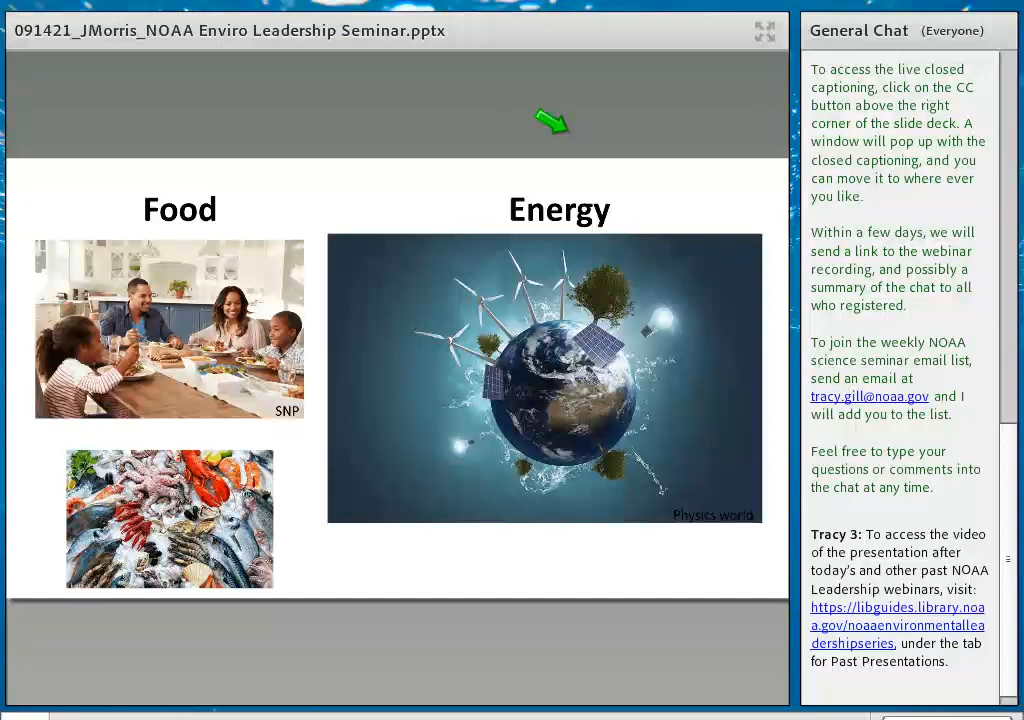 091421_JMorris_NOAA Enviro Leadership Seminar.pptx
Food
Energy
SNP
Physics world
General Chat (Everyone)
To access the live closed
captioning, click on the CC
button above the right
corner of the slide deck. A
window will pop up with the
closed captioning, and you
can move it to where ever
you like.
Within a few days, we will
send a link to the webinar
recording, and possibly a
summary of the chat to all
who registered.
To join the weekly NOAA
science seminar email list,
send an email at
tracy.gill@noaa.gov and I
will add you to the list.
Feel free to type your
questions or comments into
the chat at any time.
Tracy 3: To access the video
of the presentation after
today's and other past NOAA
Leadership webinars, visit:
https://libguides.library.noa
a.gov/noaaenvironmentallea
dershipseries, under the tab
for Past Presentations.